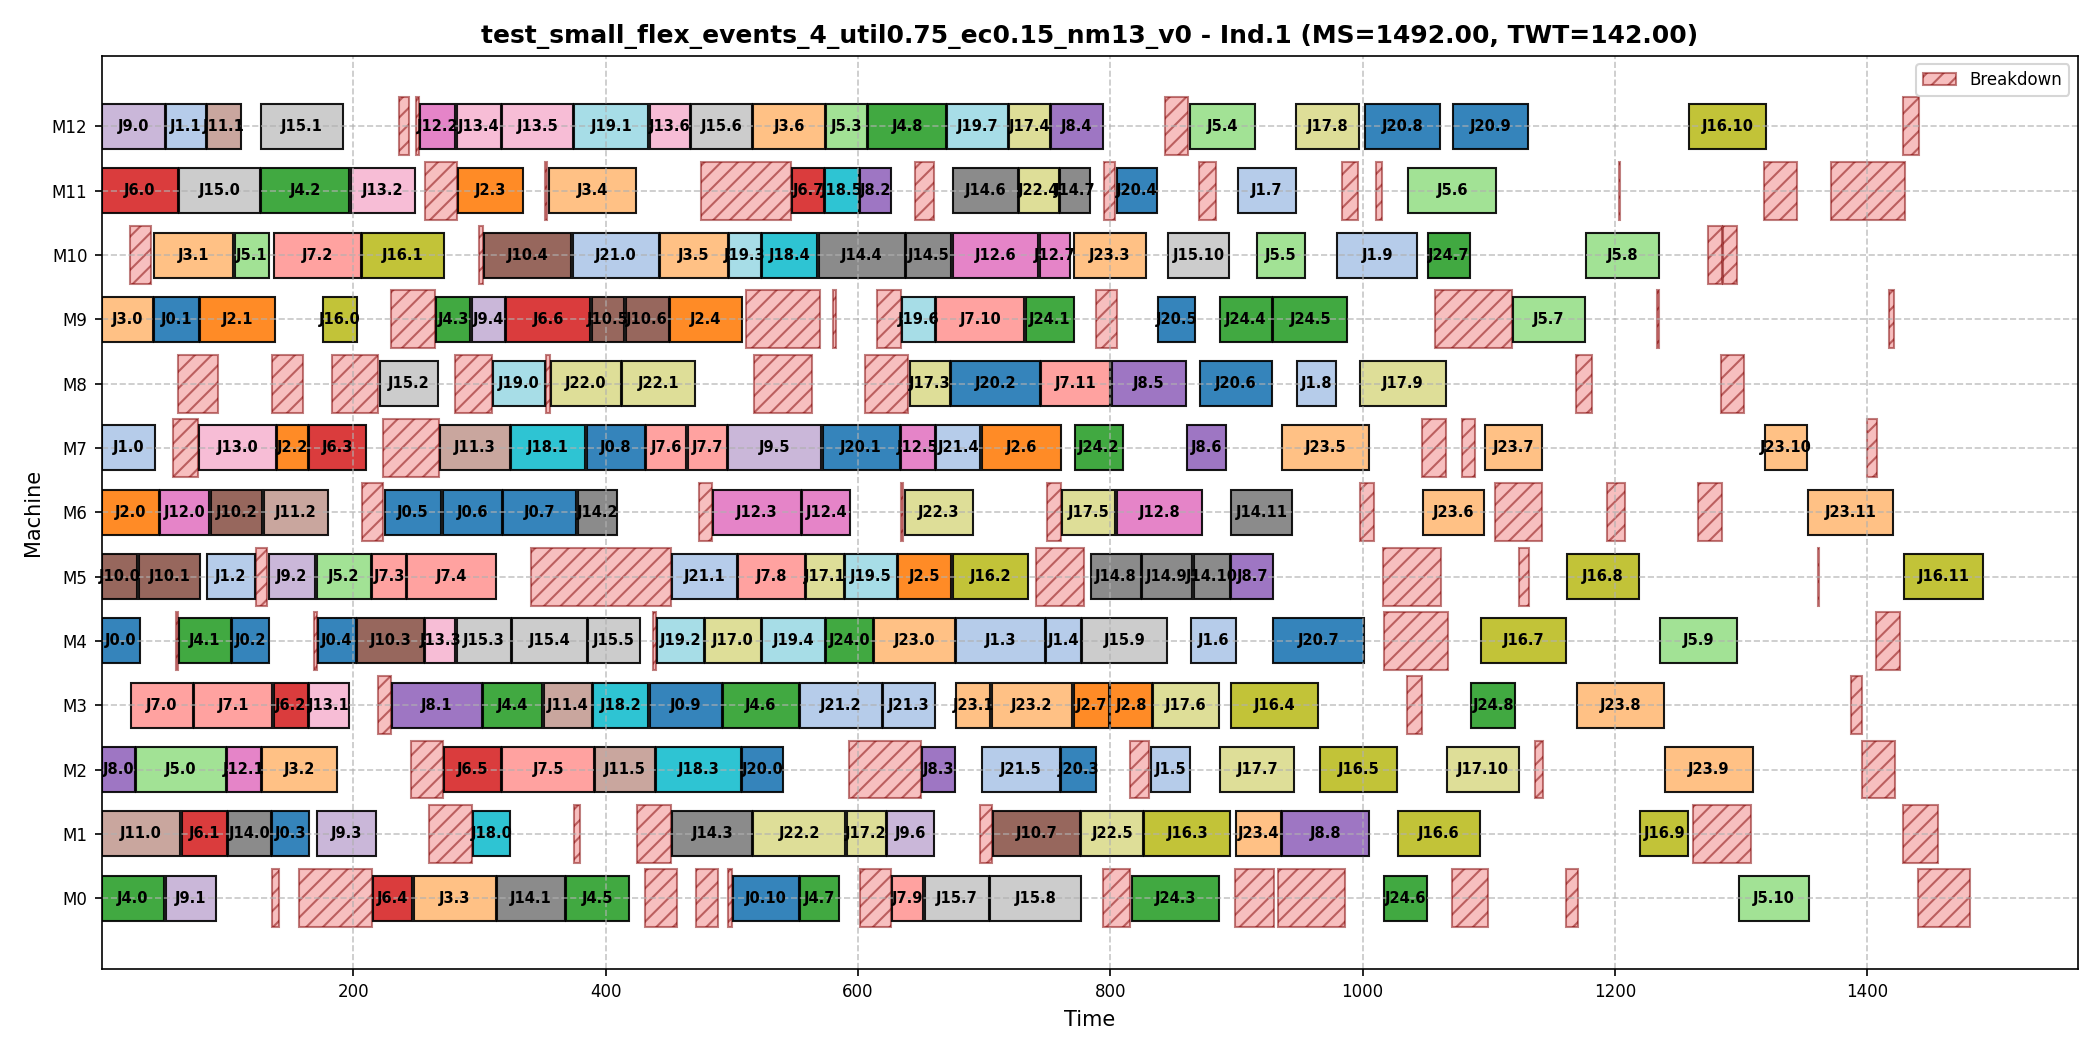 test_small_flex_events_4_util0.75_ec0.15_nm13_v0 - Ind.1 (MS=1492.00, TWT=142.00)
Breakdown
M12 J9.0 J1.1 J11.1 J15.1 J12.2 J13.4 J13.5 J19.1 J13.6 J15.6 J3.6 J5.3 J4.8 J19.7 J17.4 J8.4 J5.4 J17.8 J20.8 J20.9 J16.10
M11 J6.0 J15.0 J4.2 J13.2 J2.3 J3.4 J6.7 J18.5 J8.2 J14.6 J22.4 J14.7 J20.4 J1.7 J5.6
M10 J3.1 J5.1 J7.2 J16.1 J10.4 J21.0 J3.5 J19.3 J18.4 J14.4 J14.5 J12.6 J12.7 J23.3 J15.10 J5.5 J1.9 J24.7 J5.8
M9 J3.0 J0.1 J2.1 J16.0 J4.3 J9.4 J6.6 J10.5 J10.6 J2.4 J19.6 J7.10 J24.1 J20.5 J24.4 J24.5 J5.7
M8 J15.2 J19.0 J22.0 J22.1 J17.3 J20.2 J7.11 J8.5 J20.6 J1.8 J17.9
M7 J1.0 J13.0 J2.2 J6.3 J11.3 J18.1 J0.8 J7.6 J7.7 J9.5 J20.1 J12.5 J21.4 J2.6 J24.2 J8.6 J23.5 J23.7 J23.10
M6 J2.0 J12.0 J10.2 J11.2 J0.5 J0.6 J0.7 J14.2 J12.3 J12.4 J22.3 J17.5 J12.8 J14.11 J23.6 J23.11
M5 J10.0 J10.1 J1.2 J9.2 J5.2 J7.3 J7.4 J21.1 J7.8 J17.1 J19.5 J2.5 J16.2 J14.8 J14.9 J14.10 J8.7 J16.8 J16.11
M4 J0.0 J4.1 J0.2 J0.4 J10.3 J13.3 J15.3 J15.4 J15.5 J19.2 J17.0 J19.4 J24.0 J23.0 J1.3 J1.4 J15.9 J1.6 J20.7 J16.7 J5.9
M3 J7.0 J7.1 J6.2 J13.1 J8.1 J4.4 J11.4 J18.2 J0.9 J4.6 J21.2 J21.3 J23.1 J23.2 J2.7 J2.8 J17.6 J16.4 J24.8 J23.8
M2 J8.0 J5.0 J12.1 J3.2 J6.5 J7.5 J11.5 J18.3 J20.0 J8.3 J21.5 J20.3 J1.5 J17.7 J16.5 J17.10 J23.9
M1 J11.0 J6.1 J14.0 J0.3 J9.3 J18.0 J14.3 J22.2 J17.2 J9.6 J10.7 J22.5 J16.3 J23.4 J8.8 J16.6 J16.9
M0 J4.0 J9.1 J6.4 J3.3 J14.1 J4.5 J0.10 J4.7 J7.9 J15.7 J15.8 J24.3 J24.6 J5.10
200 400 600 800 1000 1200 1400
Time
Machine